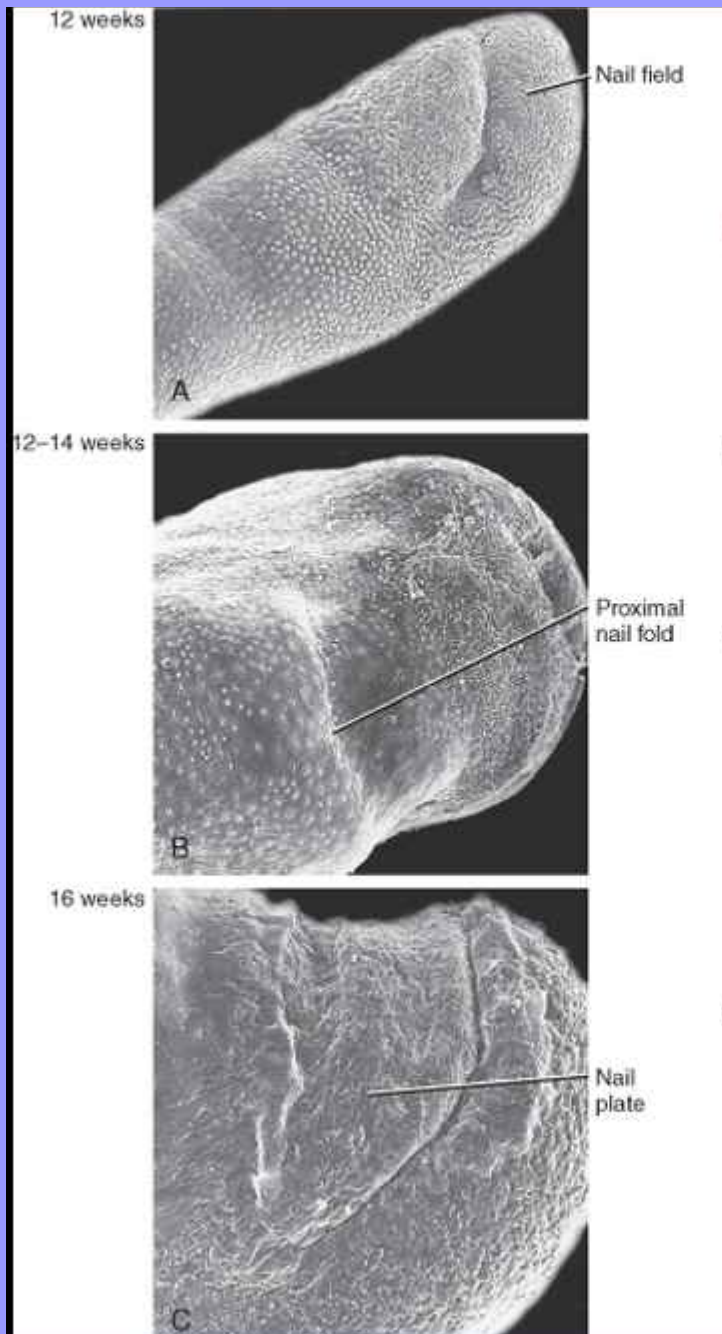 12 weeks
Nail field
A
12–14 weeks
Proximal
nail fold
B
16 weeks
Nail
plate
C